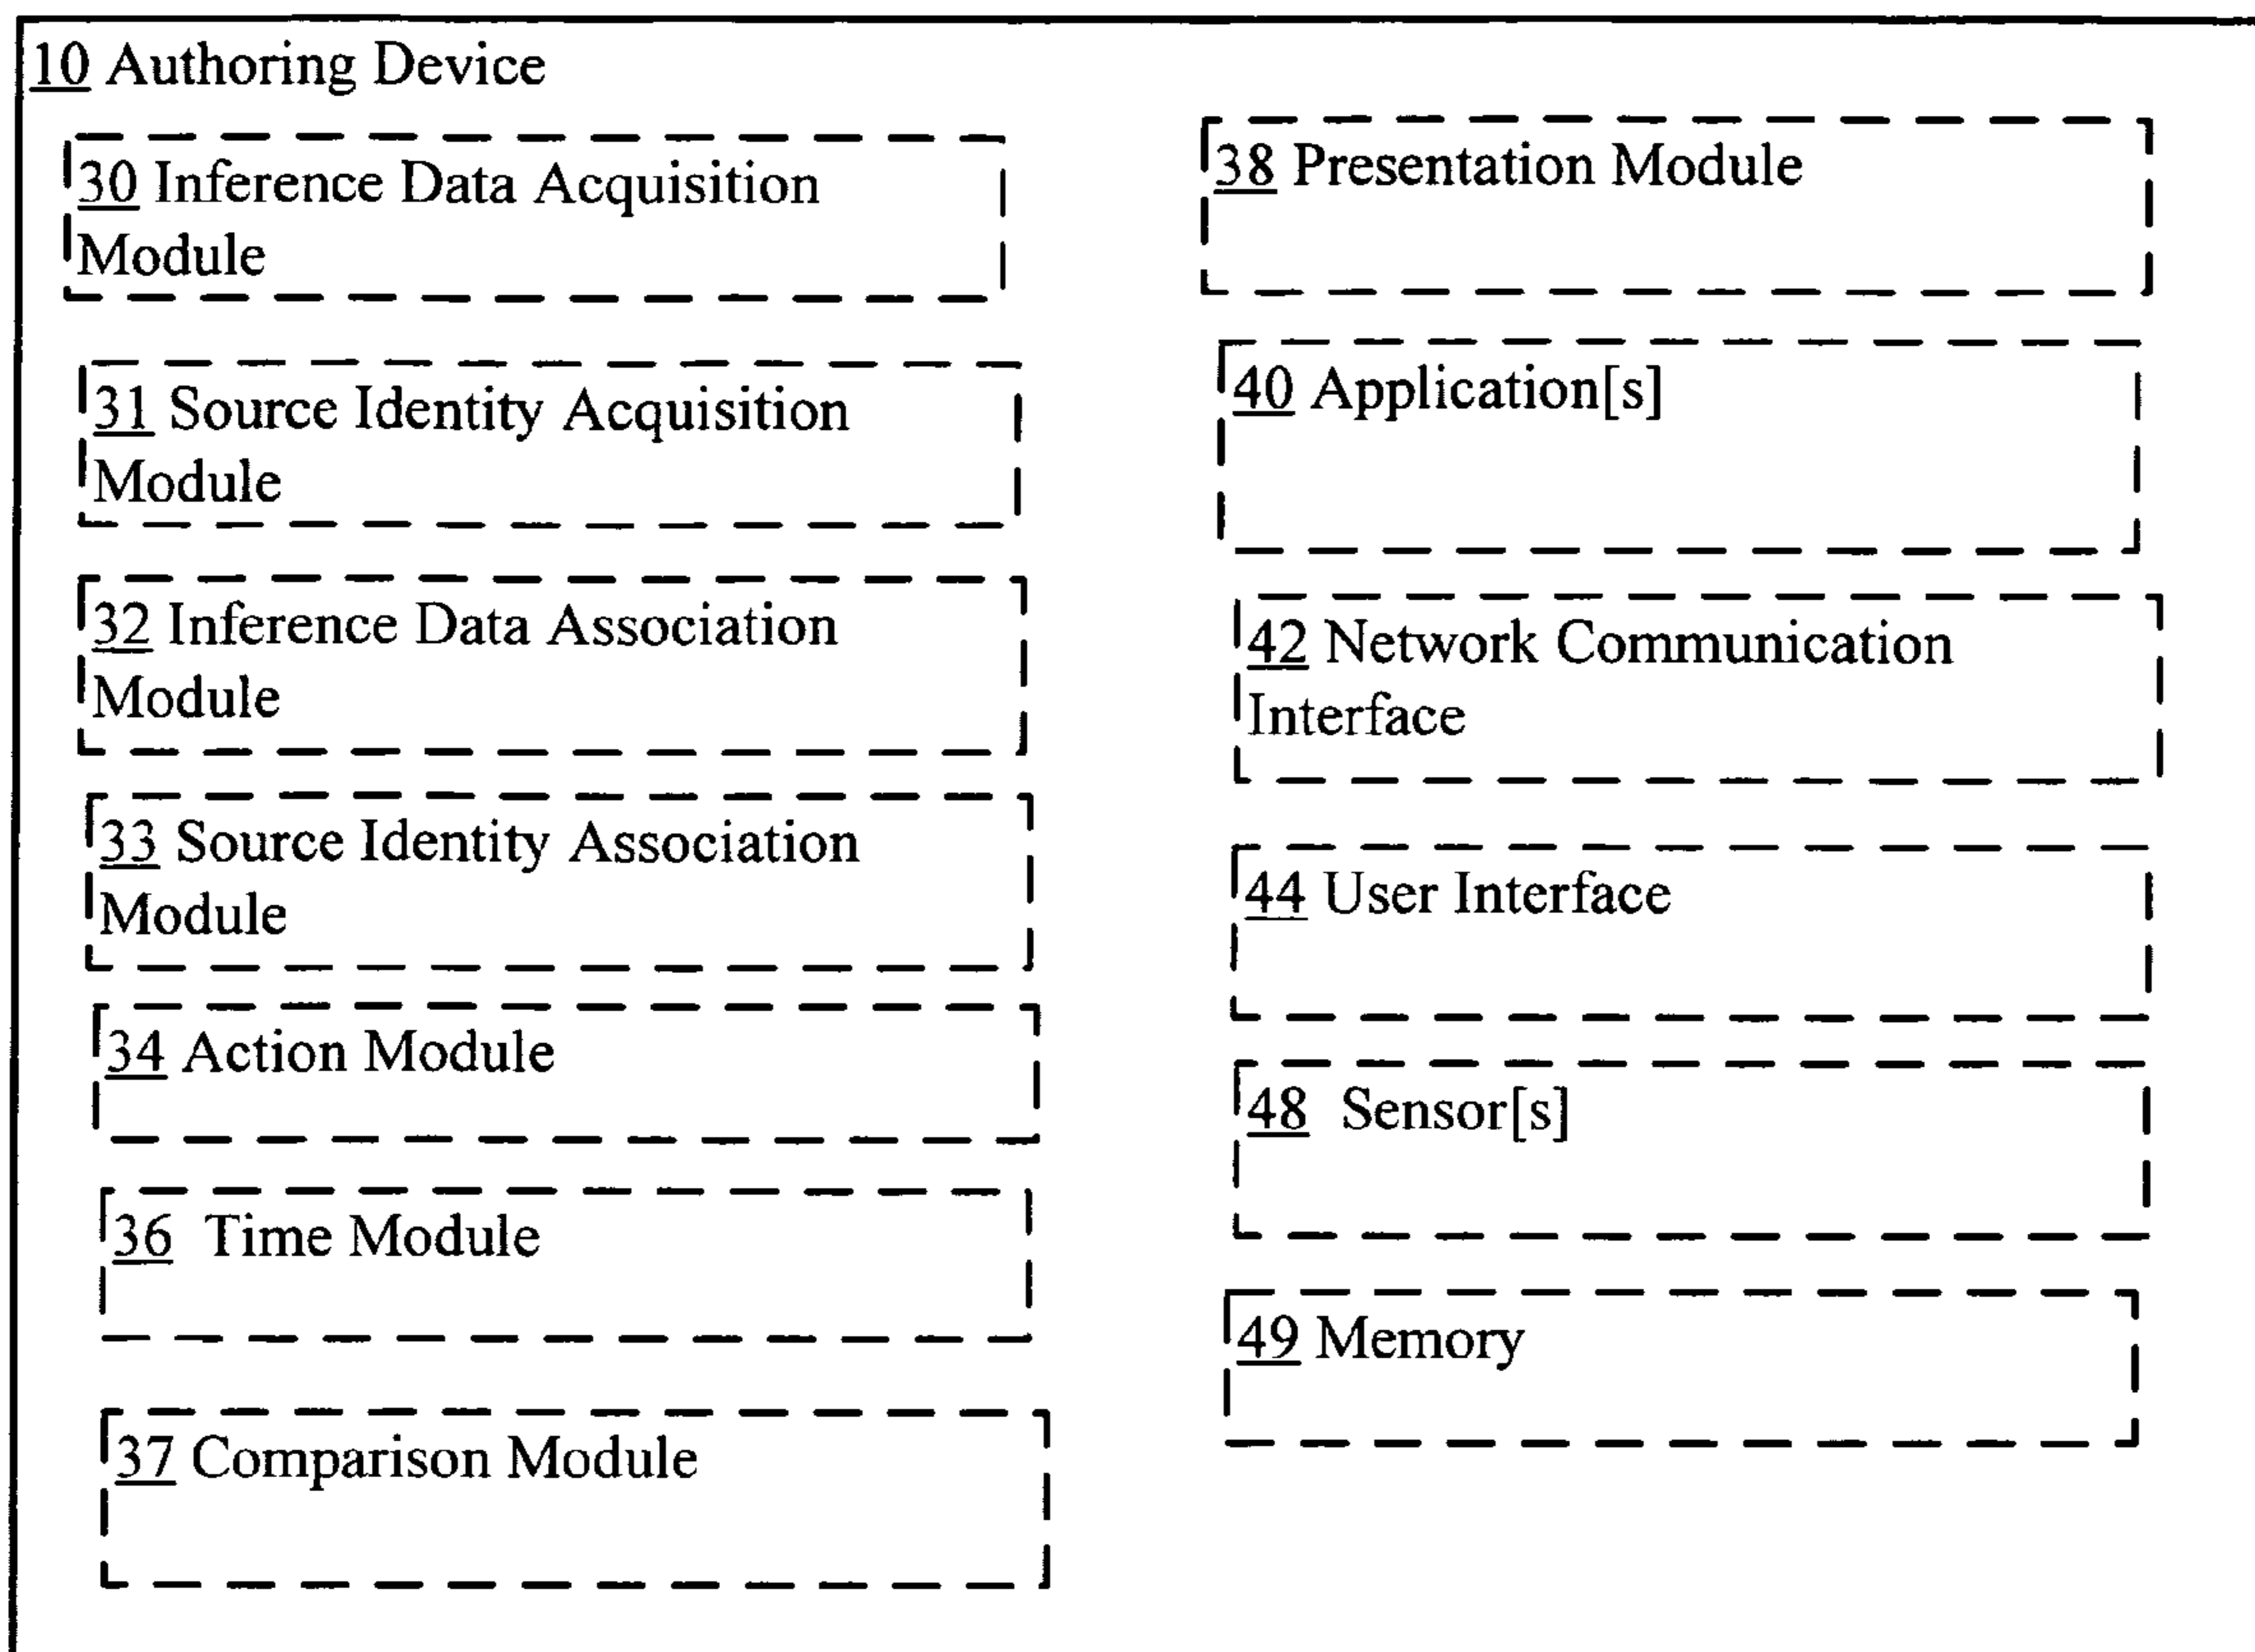 10 Authoring Device
30 Inference Data Acquisition
Module
31 Source Identity Acquisition
Module
32 Inference Data Association
Module
33 Source Identity Association
Module
34 Action Module
36 Time Module
37 Comparison Module
38 Presentation Module
40 Application[s]
42 Network Communication
Interface
44 User Interface
48 Sensor[s]
49 Memory